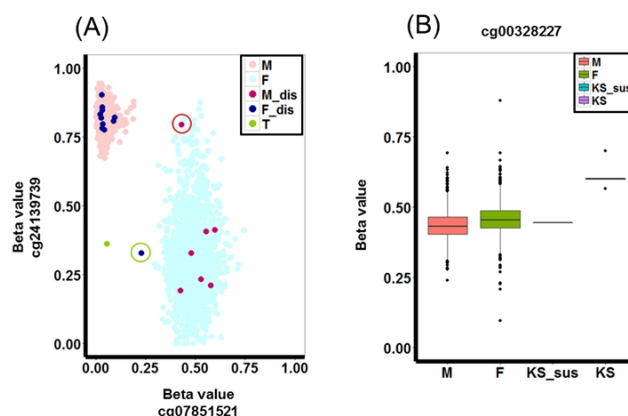 (A)
M
F
M_dis
F_dis
T
1.00
0.75
0.50
0.25
0.00
Beta value
cg24139739
0.00 0.25 0.50 0.75 1.00
Beta value
cg07851521
(B)
cg00328227
M
F
KS_sus
KS
1.00
0.75
0.50
0.25
0.00
Beta value
M F KS_sus KS